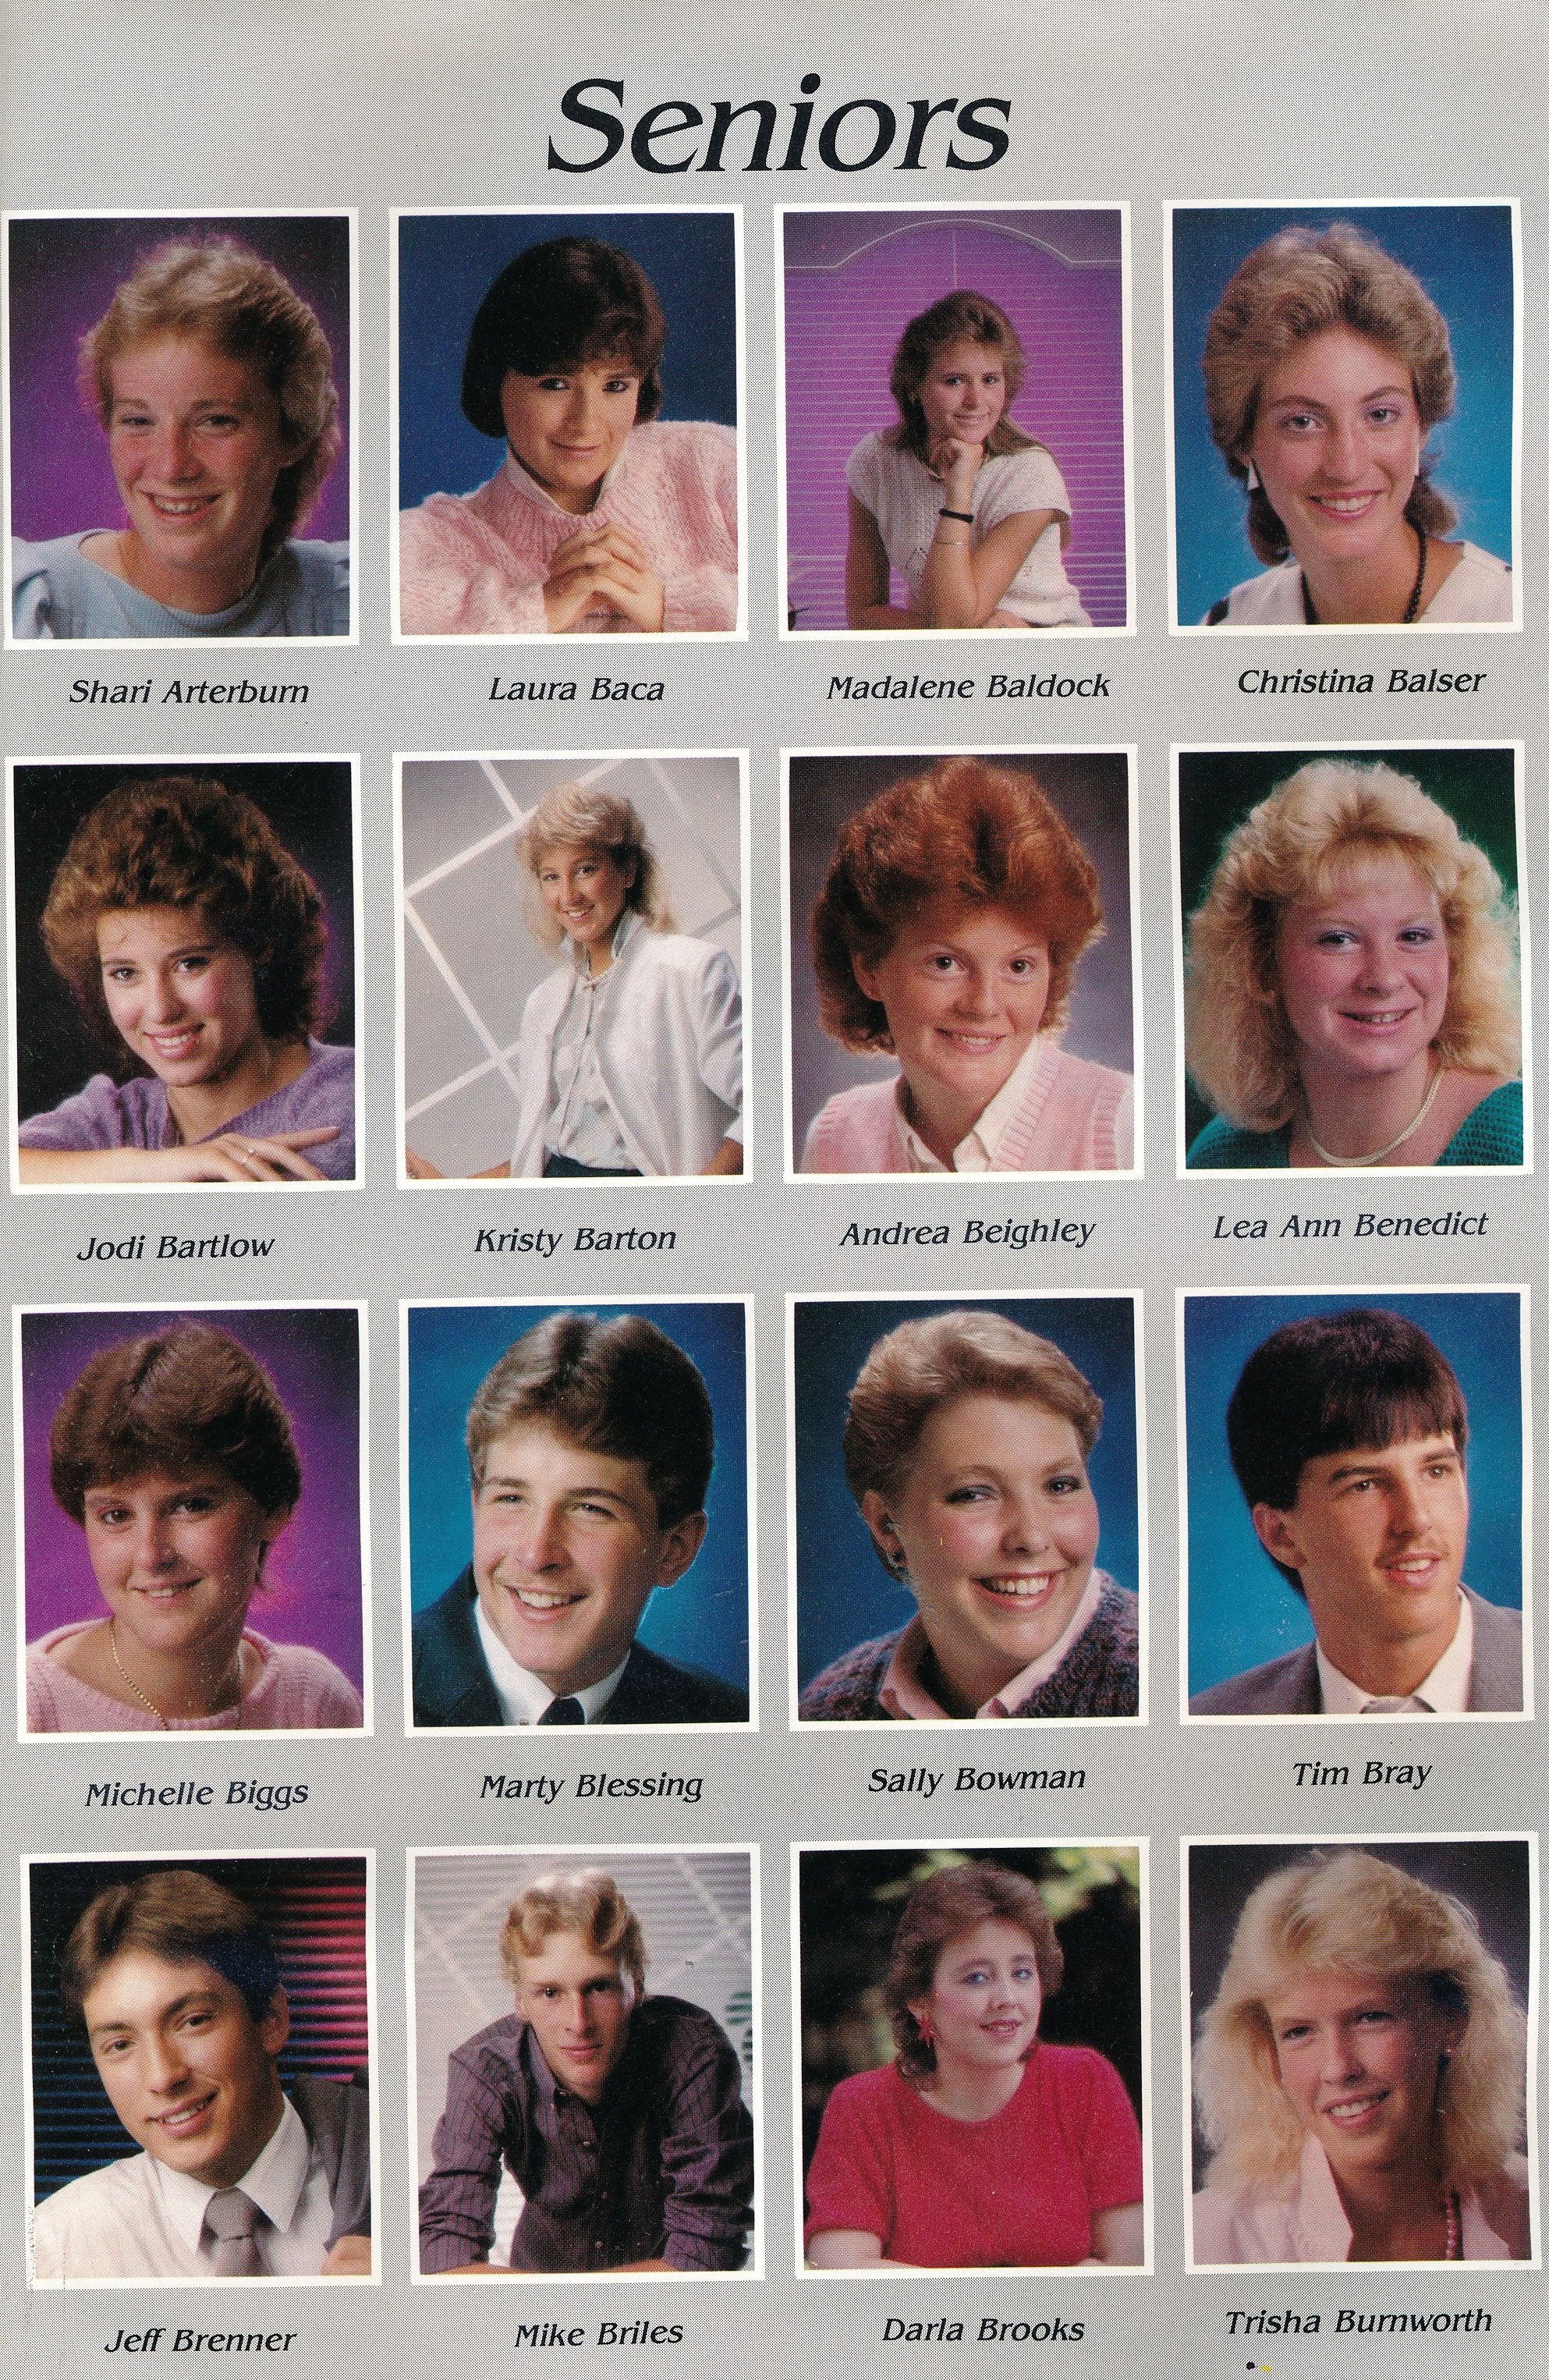 Seniors
Shari Arterburn
Laura Baca
Madalene Baldock
Christina Balser
Jodi Bartlow
Kristy Barton
Andrea Beighley
Lea Ann Benedict
Michelle Biggs
Marty Blessing
Sally Bowman
Tim Bray
Jeff Brenner
Mike Briles
Darla Brooks
Trisha Burnworth